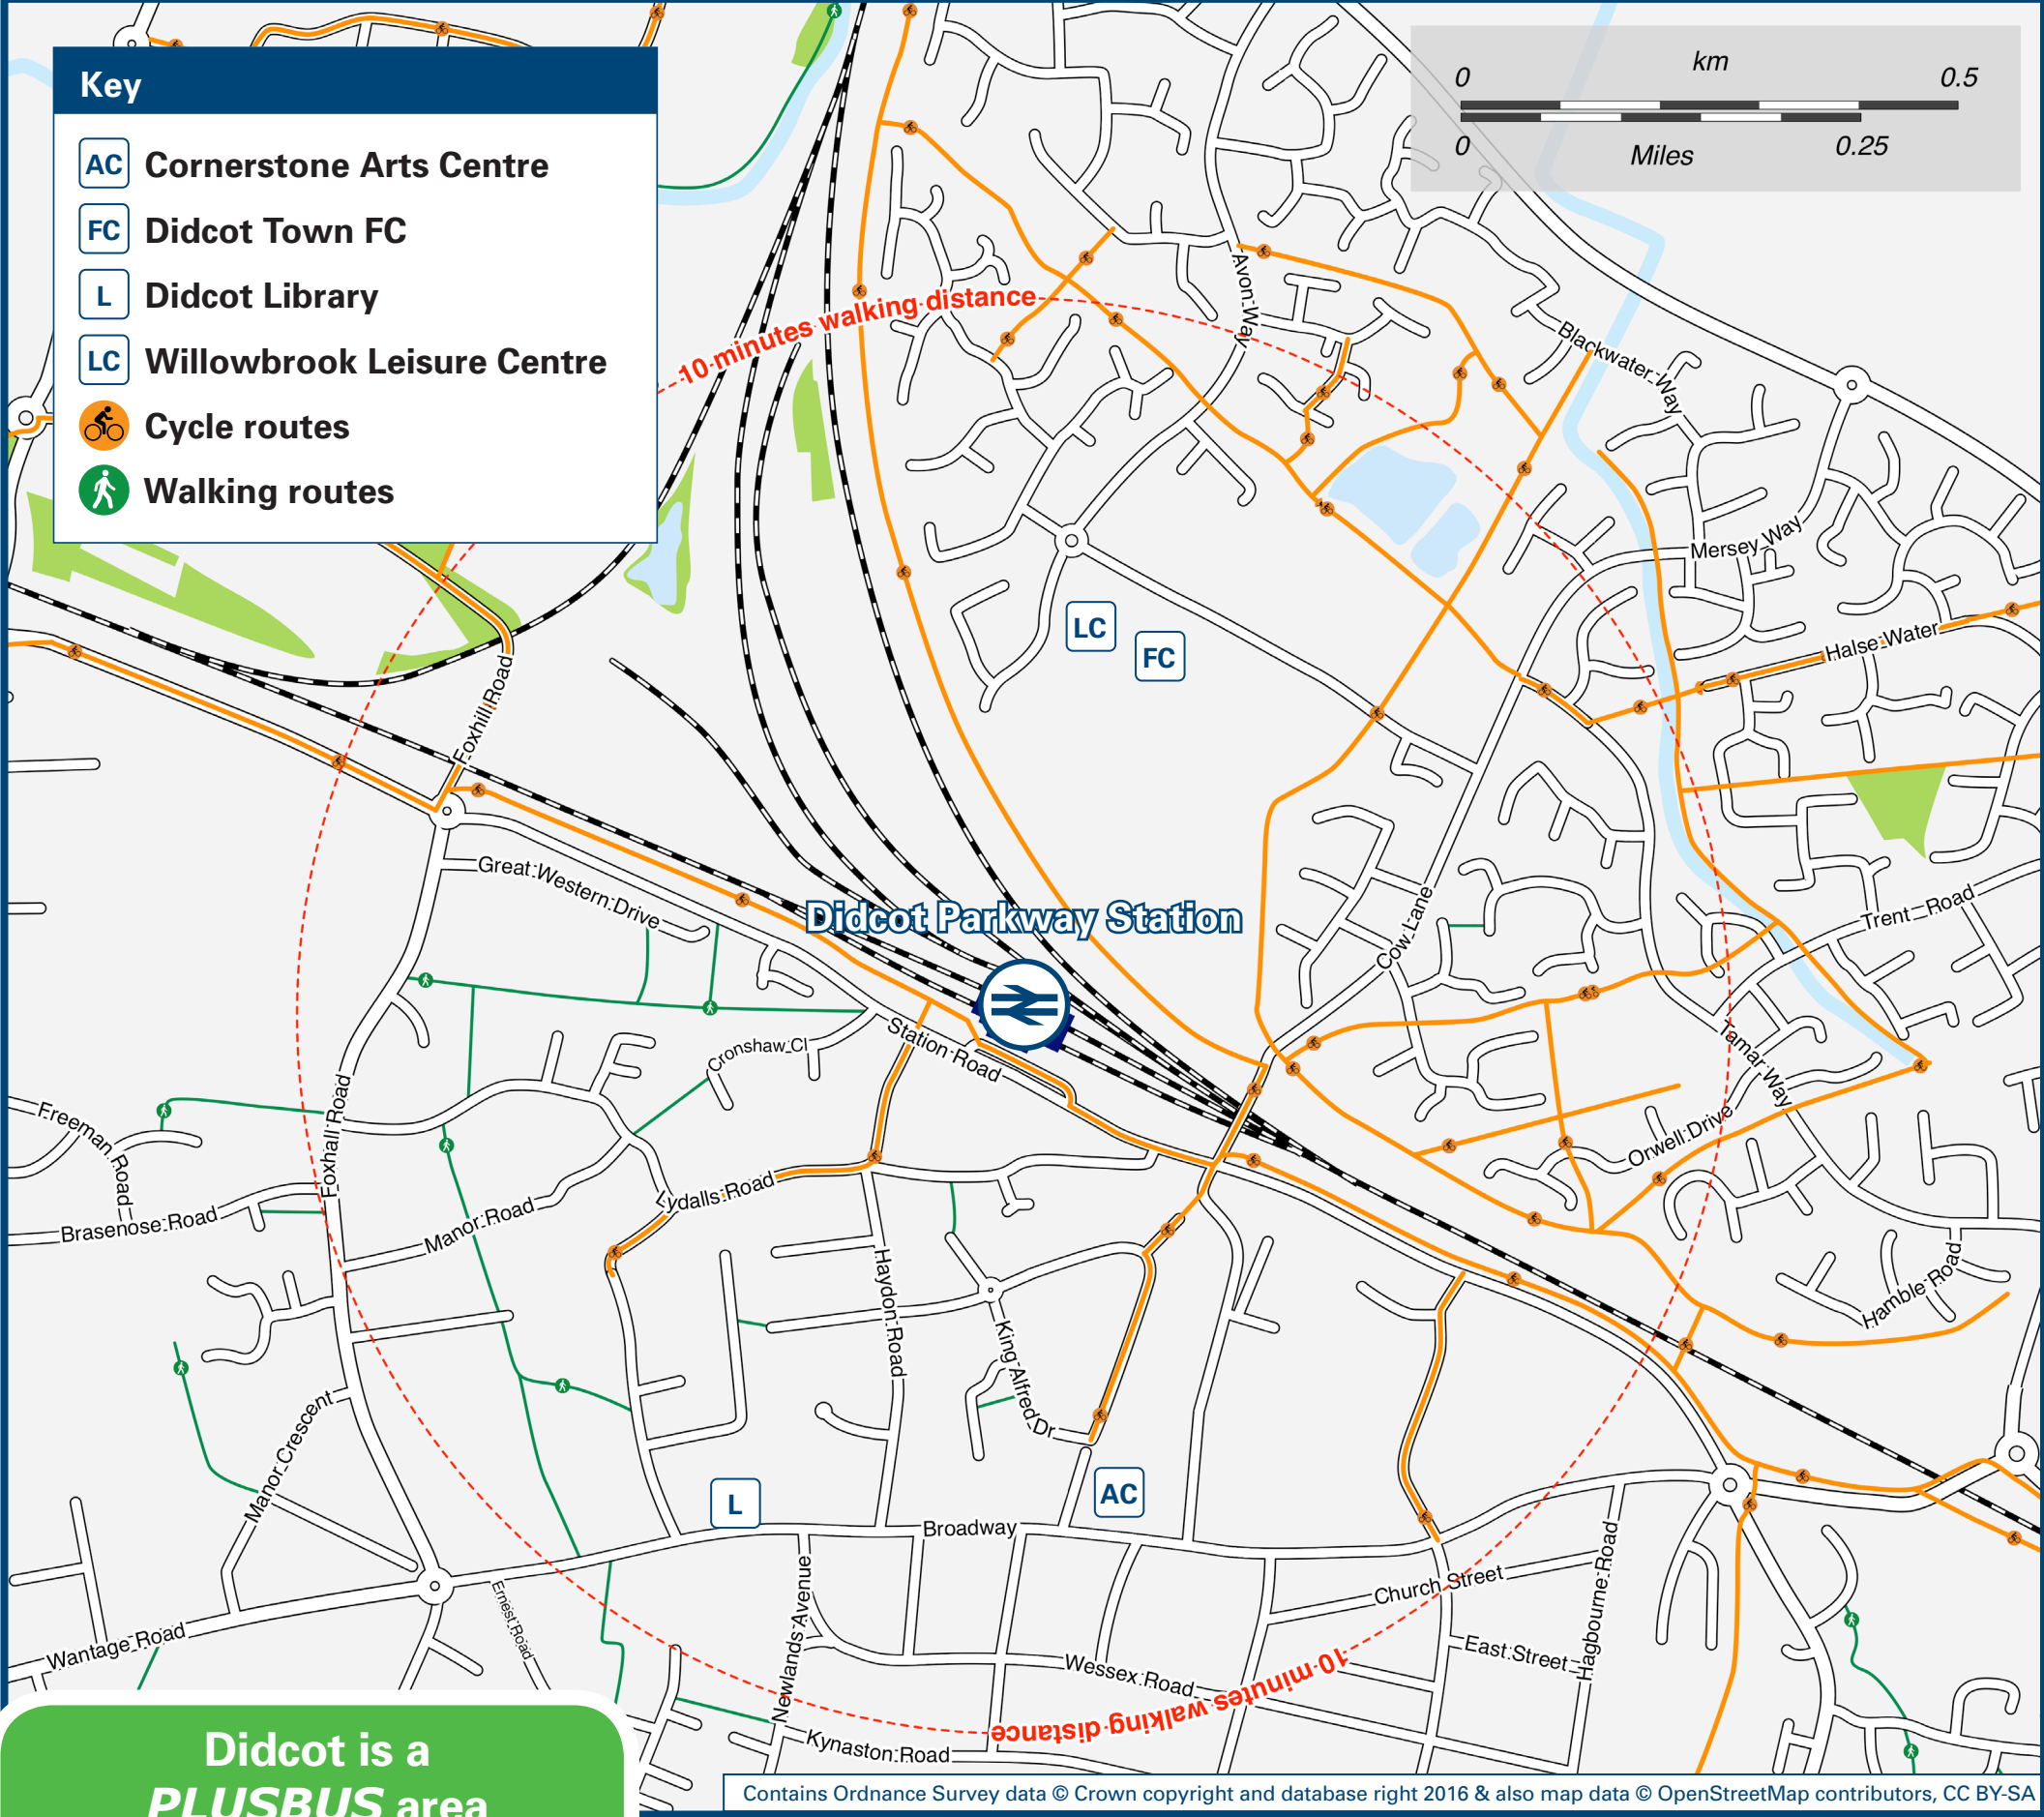 Key
AC Cornerstone Arts Centre
FC Didcot Town FC
L Didcot Library
LC Willowbrook Leisure Centre
Cycle routes
Walking routes
km
0 0.5
0 0.25
Miles
10 minutes walking distance
Avon Way
Blackwater Way
Mersey Way
Halse Water
LC
FC
Foxhill Road
Great Western Drive
Didcot Parkway Station
Cow Lane
Trent Road
Station Road
Cronshaw Cl
Tamar Way
Freeman Road
Foxhall Road
Orwell Drive
Lydalls Road
Brasenose Road
Manor Road
Haydon Road
Hamble Road
King Alfred Dr
Manor Crescent
L
AC
Broadway
Newlands Avenue
Church Street
Hagbourne Road
Ernest Road
Wantage Road
East Street
Wessex Road
10 minutes walking distance
Kynaston Road
Didcot is a
PLUSBUS area
Contains Ordnance Survey data © Crown copyright and database right 2016 & also map data © OpenStreetMap contributors, CC BY-SA